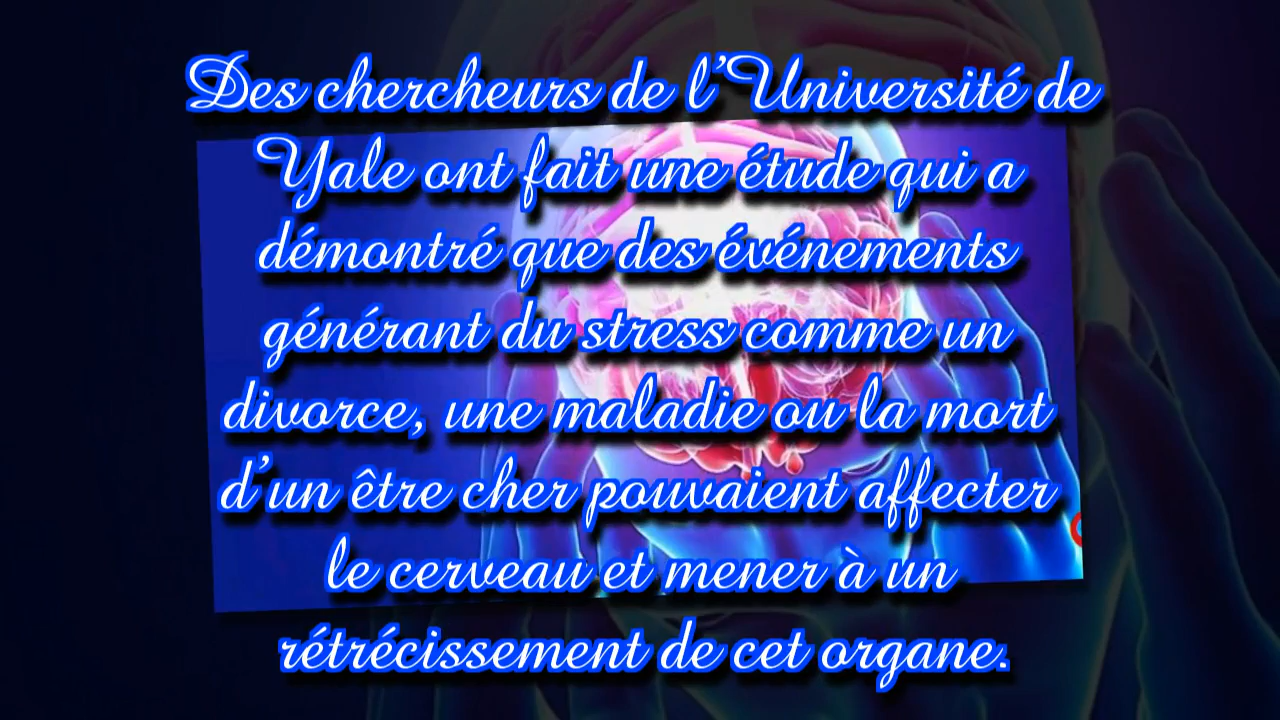 Des chercheurs de l'Université de
Yale ont fait une étude qui a
démontré que des événements
générant du stress comme un
divorce, une maladie ou la mort
d'un être cher pouvaient affecter
le cerveau et mener à un
rétrécissement de cet organe.